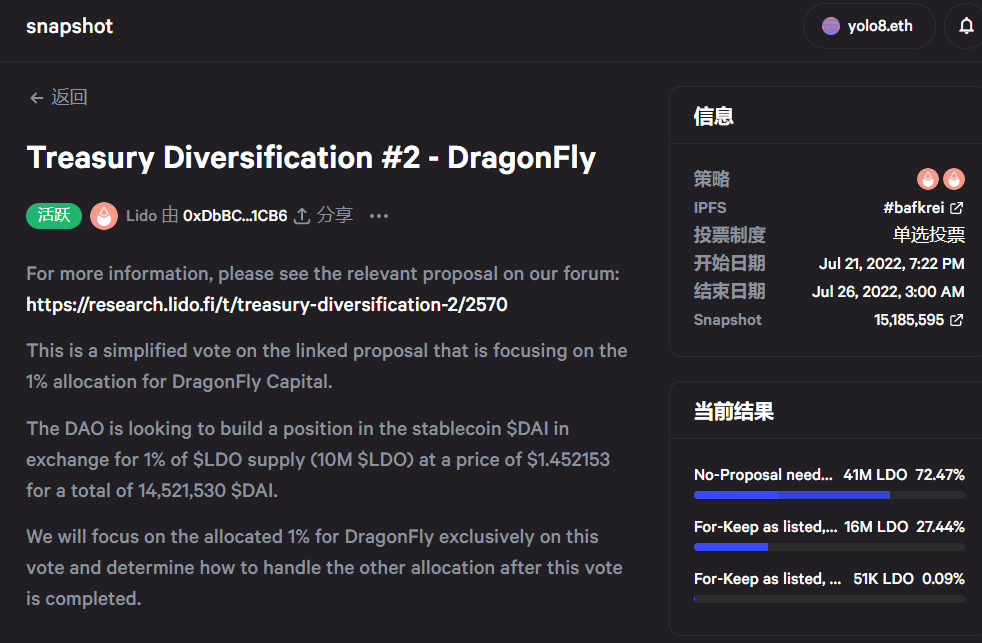 snapshot
yolo8.eth
← 返回
Treasury Diversification #2 - DragonFly
活跃 Lido 由 0xDbBC...1CB6 分享 ...
For more information, please see the relevant proposal on our forum:
https://research.lido.fi/t/treasury-diversification-2/2570
This is a simplified vote on the linked proposal that is focusing on the
1% allocation for DragonFly Capital.
The DAO is looking to build a position in the stablecoin $DAI in
exchange for 1% of $LDO supply (10M $LDO) at a price of $1.452153
for a total of 14,521,530 $DAI.
We will focus on the allocated 1% for DragonFly exclusively on this
vote and determine how to handle the other allocation after this vote
is completed.
信息
策略
IPFS #bafkrei
投票制度 单选投票
开始日期 Jul 21, 2022, 7:22 PM
结束日期 Jul 26, 2022, 3:00 AM
Snapshot 15,185,595
当前结果
No-Proposal need... 41M LDO 72.47%
For-Keep as listed,... 16M LDO 27.44%
For-Keep as listed, ... 51K LDO 0.09%